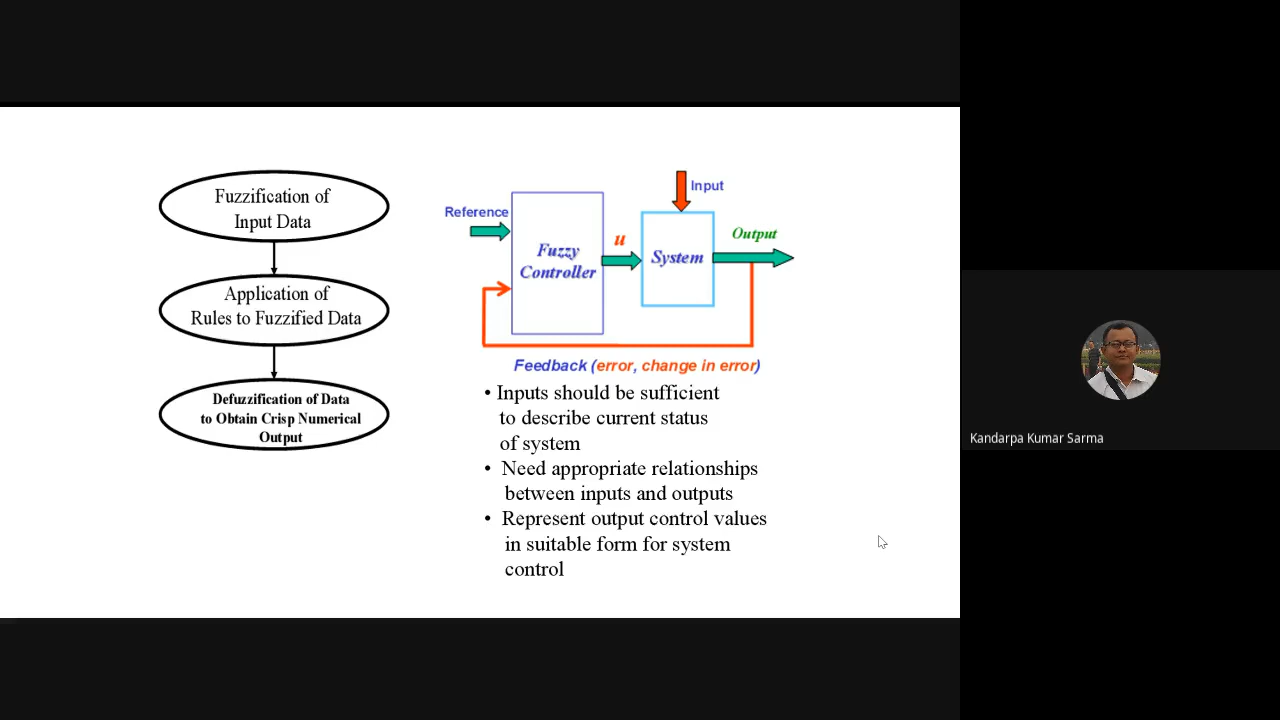 Fuzzification of
Input Data
Application of
Rules to Fuzzified Data
Defuzzification of Data
to Obtain Crisp Numerical
Output
Input
Reference
Output
u
Fuzzy
Controller
System
Feedback (error, change in error)
• Inputs should be sufficient
to describe current status
of system
• Need appropriate relationships
between inputs and outputs
• Represent output control values
in suitable form for system
control
Kandarpa Kumar Sarma